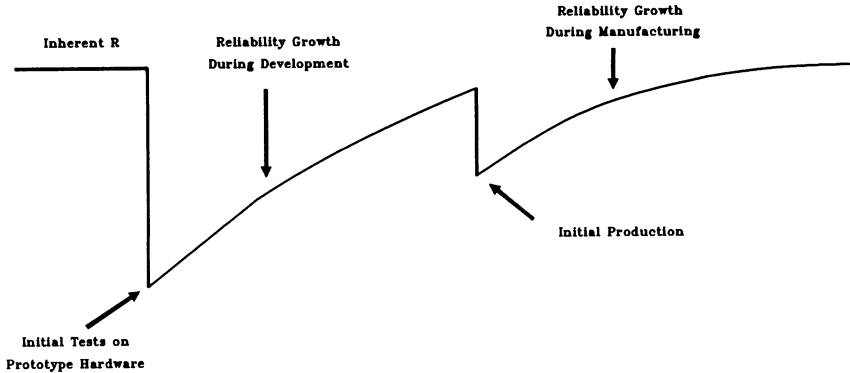 Inherent R
Reliability Growth
During Development
Reliability Growth
During Manufacturing
Initial Production
Initial Tests on
Prototype Hardware